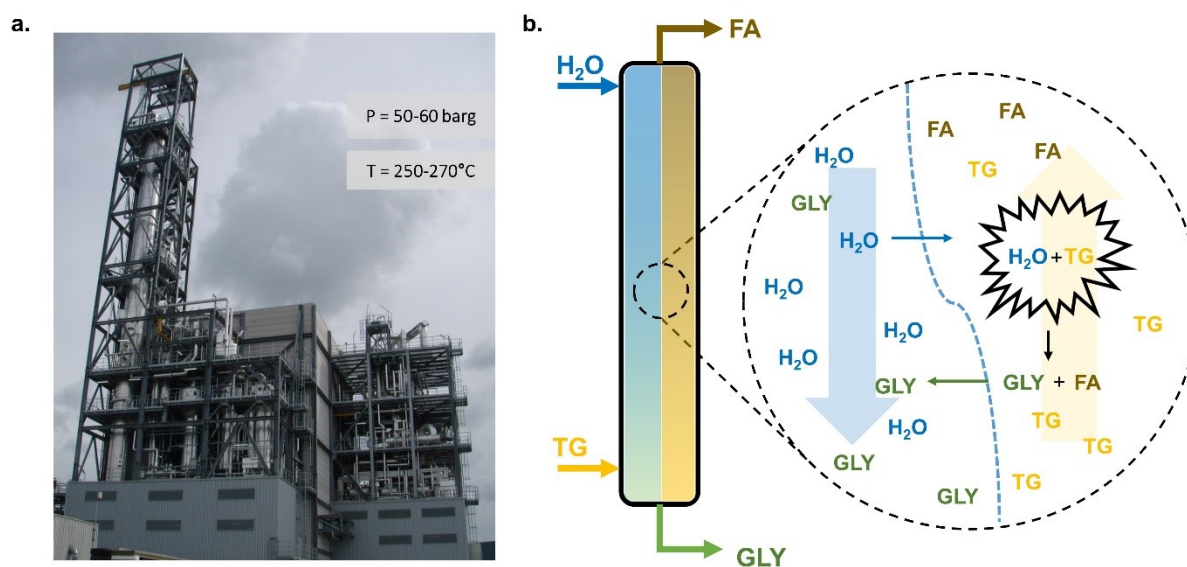 a.
P = 50-60 barg
T = 250-270°C
b.
FA
H₂O
TG
GLY
FA
FA
H₂O
FA
TG
GLY
H₂O
H₂O+TG
H₂O
TG
H₂O
H₂O
GLY
GLY + FA
TG
H₂O
TG
GLY
TG
GLY